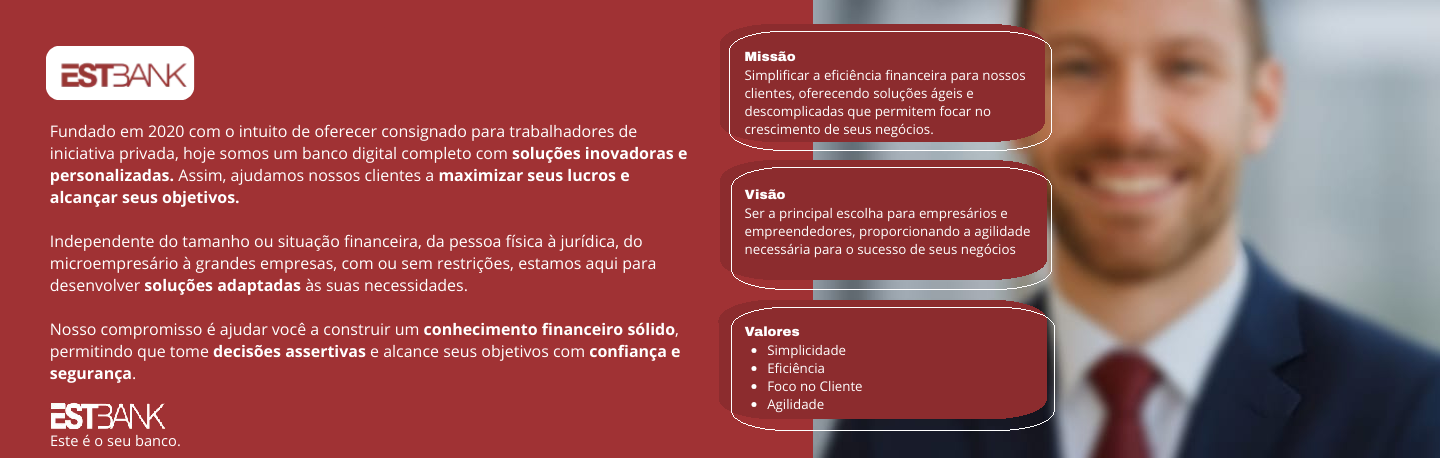 ESTBANK
Fundado em 2020 com o intuito de oferecer consignado para trabalhadores de
iniciativa privada, hoje somos um banco digital completo com soluções inovadoras e
personalizadas. Assim, ajudamos nossos clientes a maximizar seus lucros e
alcançar seus objetivos.
Independente do tamanho ou situação financeira, da pessoa física à jurídica, do
microempresário à grandes empresas, com ou sem restrições, estamos aqui para
desenvolver soluções adaptadas às suas necessidades.
Nosso compromisso é ajudar você a construir um conhecimento financeiro sólido,
permitindo que tome decisões assertivas e alcance seus objetivos com confiança e
segurança.
ESTBANK
Este é o seu banco.
Missão
Simplificar a eficiência financeira para nossos
clientes, oferecendo soluções ágeis e
descomplicadas que permitem focar no
crescimento de seus negócios.
Visão
Ser a principal escolha para empresários e
empreendedores, proporcionando a agilidade
necessária para o sucesso de seus negócios
Valores
• Simplicidade
• Eficiência
• Foco no Cliente
• Agilidade